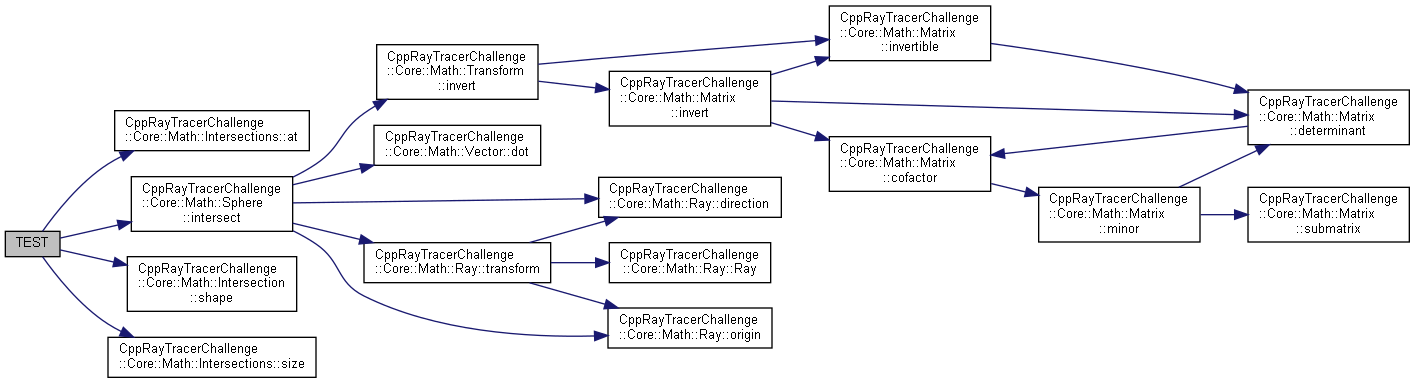 TEST
CppRayTracerChallenge
::Core::Math::Intersections::at
CppRayTracerChallenge
::Core::Math::Sphere
::intersect
CppRayTracerChallenge
::Core::Math::Intersection
::shape
CppRayTracerChallenge
::Core::Math::Intersections::size
CppRayTracerChallenge
::Core::Math::Transform
::invert
CppRayTracerChallenge
::Core::Math::Vector::dot
CppRayTracerChallenge
::Core::Math::Ray::transform
CppRayTracerChallenge
::Core::Math::Matrix
::invert
CppRayTracerChallenge
::Core::Math::Ray::direction
CppRayTracerChallenge
::Core::Math::Ray::Ray
CppRayTracerChallenge
::Core::Math::Ray::origin
CppRayTracerChallenge
::Core::Math::Matrix
::invertible
CppRayTracerChallenge
::Core::Math::Matrix
::cofactor
CppRayTracerChallenge
::Core::Math::Matrix
::minor
CppRayTracerChallenge
::Core::Math::Matrix
::determinant
CppRayTracerChallenge
::Core::Math::Matrix
::submatrix